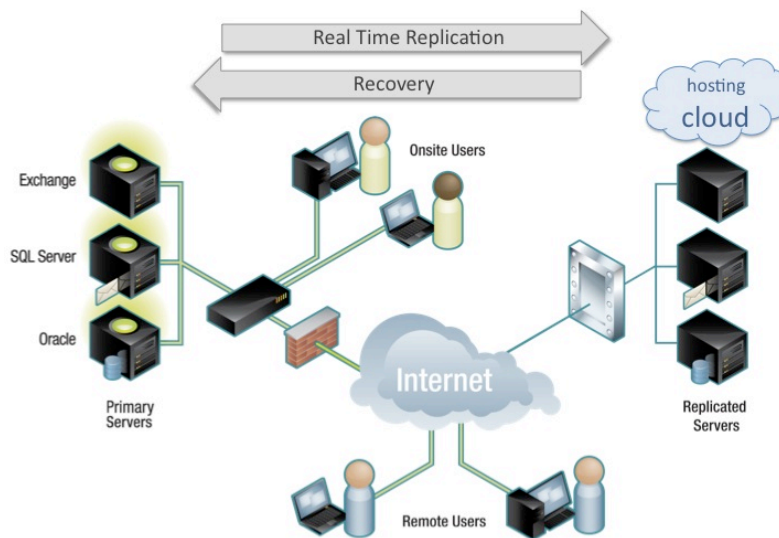 Real Time Replication
Recovery
hosting
cloud
Onsite Users
Exchange
SQL Server
Oracle
Internet
Primary
Servers
Replicated
Servers
Remote Users